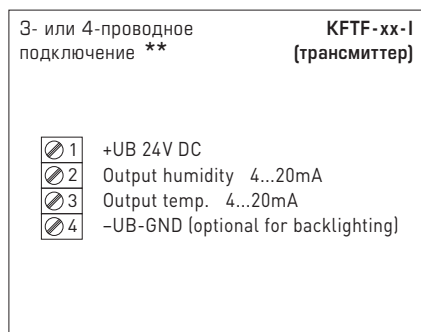 3- или 4-проводное
подключение **
KFTF-xx-I
(трансмиттер)
1 +UB 24V DC
2 Output humidity 4...20mA
3 Output temp. 4...20mA
4 –UB-GND (optional for backlighting)